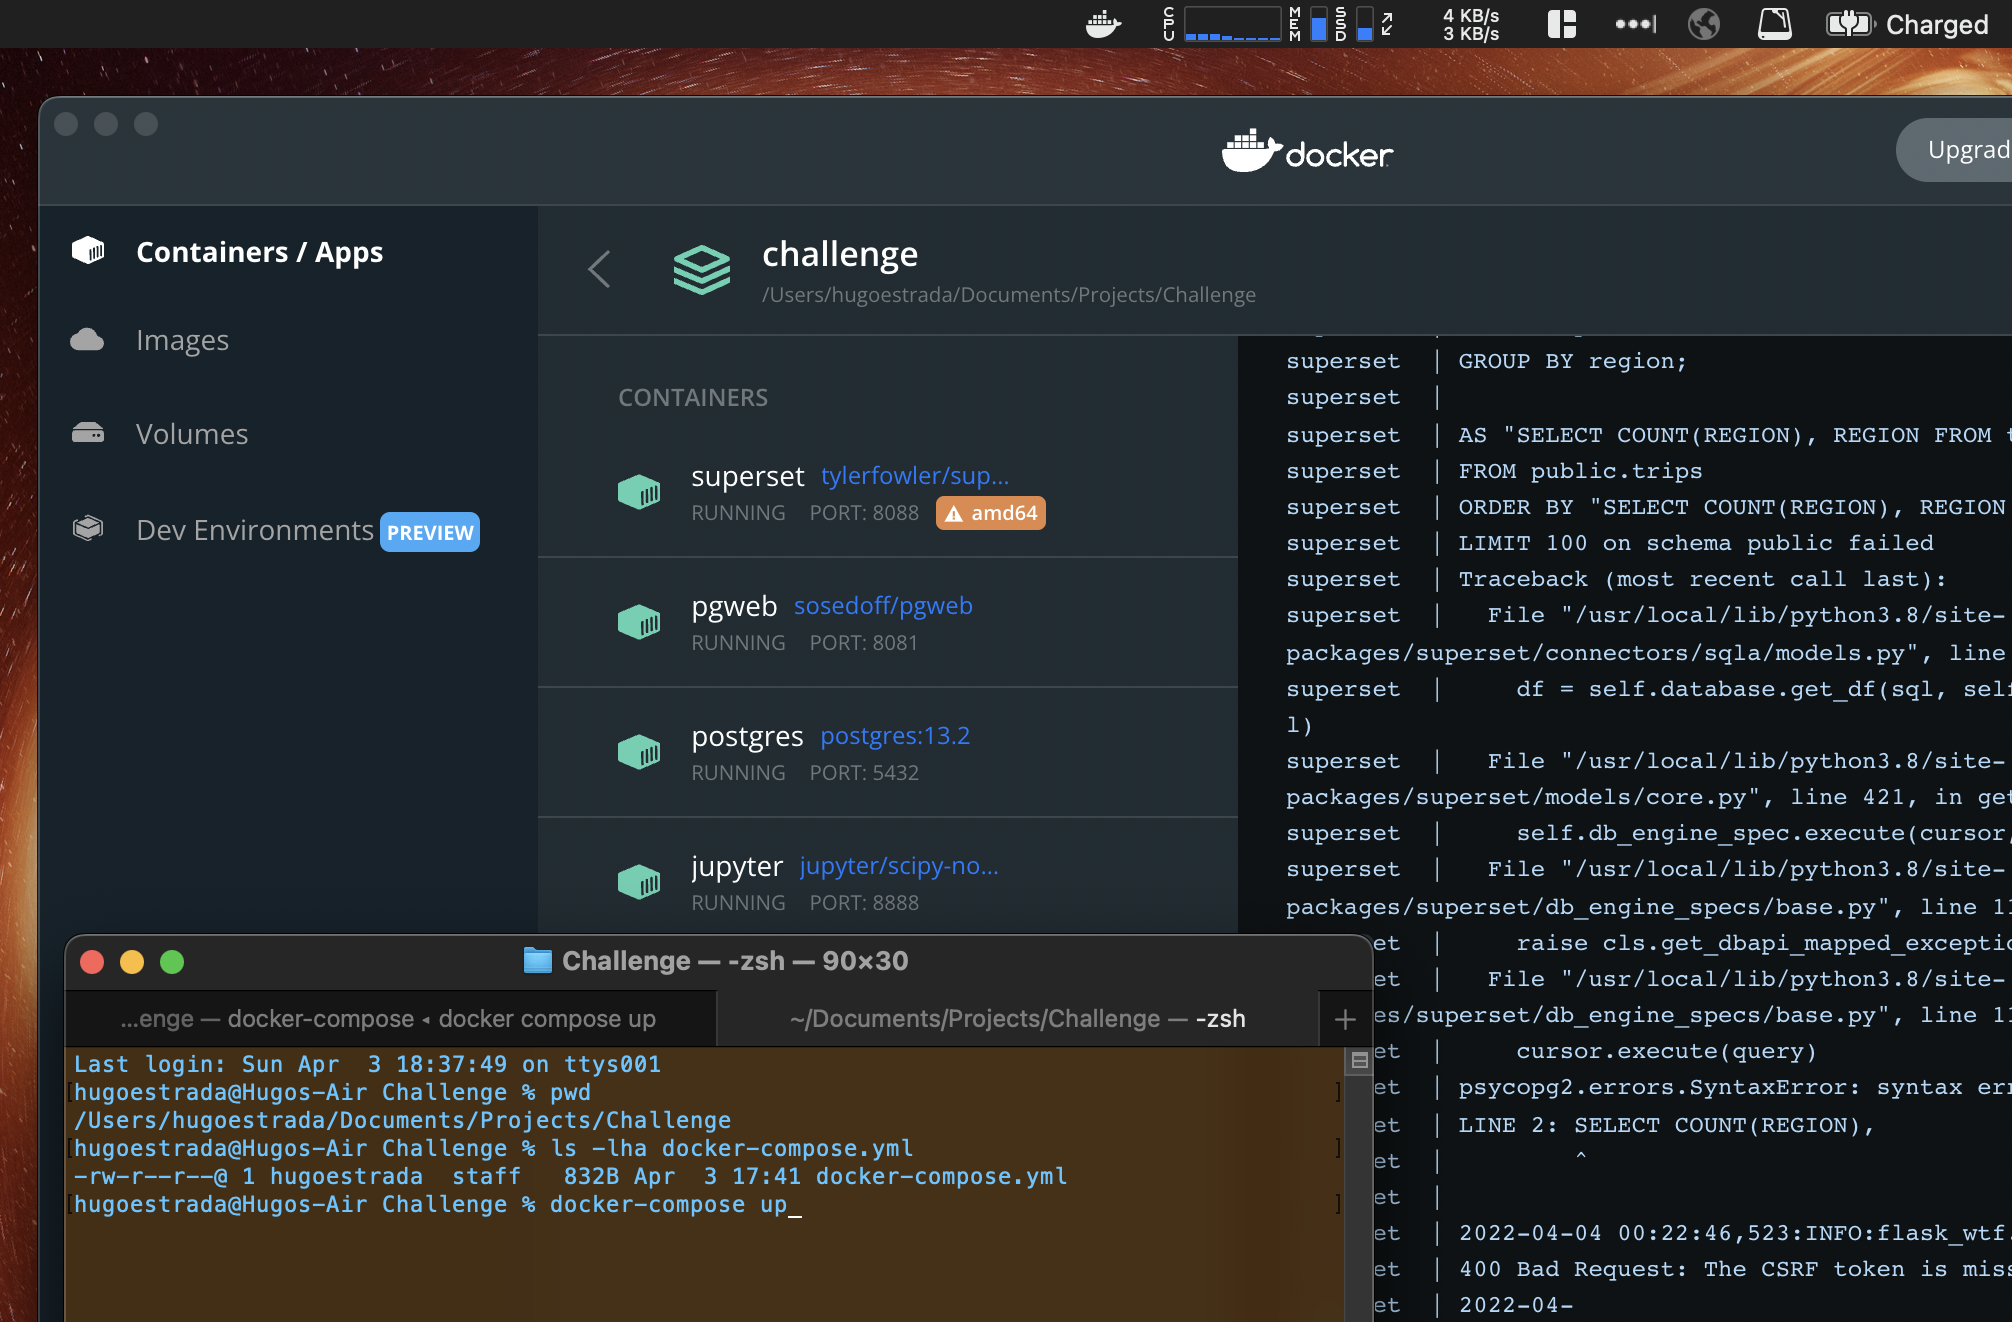 CPU MEM SSD 4 KB/s Charged
3 KB/s
docker
Upgrad
Containers / Apps
Images
Volumes
Dev Environments PREVIEW
challenge
/Users/hugoestrada/Documents/Projects/Challenge
CONTAINERS
superset tylerfowler/sup...
RUNNING PORT: 8088 amd64
pgweb sosedoff/pgweb
RUNNING PORT: 8081
postgres postgres:13.2
RUNNING PORT: 5432
jupyter jupyter/scipy-no...
RUNNING PORT: 8888
superset | GROUP BY region;
superset |
superset | AS "SELECT COUNT(REGION), REGION FROM t
superset | FROM public.trips
superset | ORDER BY "SELECT COUNT(REGION), REGION
superset | LIMIT 100 on schema public failed
superset | Traceback (most recent call last):
superset | File "/usr/local/lib/python3.8/site-
packages/superset/connectors/sqla/models.py", line
superset | df = self.database.get_df(sql, self
l)
superset | File "/usr/local/lib/python3.8/site-
packages/superset/models/core.py", line 421, in get
superset | self.db_engine_spec.execute(cursor,
superset | File "/usr/local/lib/python3.8/site-
packages/superset/db_engine_specs/base.py", line 11
et | raise cls.get_dbapi_mapped_exceptio
et | File "/usr/local/lib/python3.8/site-
es/superset/db_engine_specs/base.py", line 11
et | cursor.execute(query)
et | psycopg2.errors.SyntaxError: syntax err
et | LINE 2: SELECT COUNT(REGION),
et | ^
et |
et | 2022-04-04 00:22:46,523:INFO:flask_wtf.
et | 400 Bad Request: The CSRF token is miss
et | 2022-04-
Challenge — -zsh — 90×30
...enge — docker-compose ◂ docker compose up
~/Documents/Projects/Challenge — -zsh
+
Last login: Sun Apr  3 18:37:49 on ttys001
[hugoestrada@Hugos-Air Challenge % pwd ]
/Users/hugoestrada/Documents/Projects/Challenge
[hugoestrada@Hugos-Air Challenge % ls -lha docker-compose.yml ]
-rw-r--r--@ 1 hugoestrada  staff   832B Apr  3 17:41 docker-compose.yml
[hugoestrada@Hugos-Air Challenge % docker-compose up_ ]